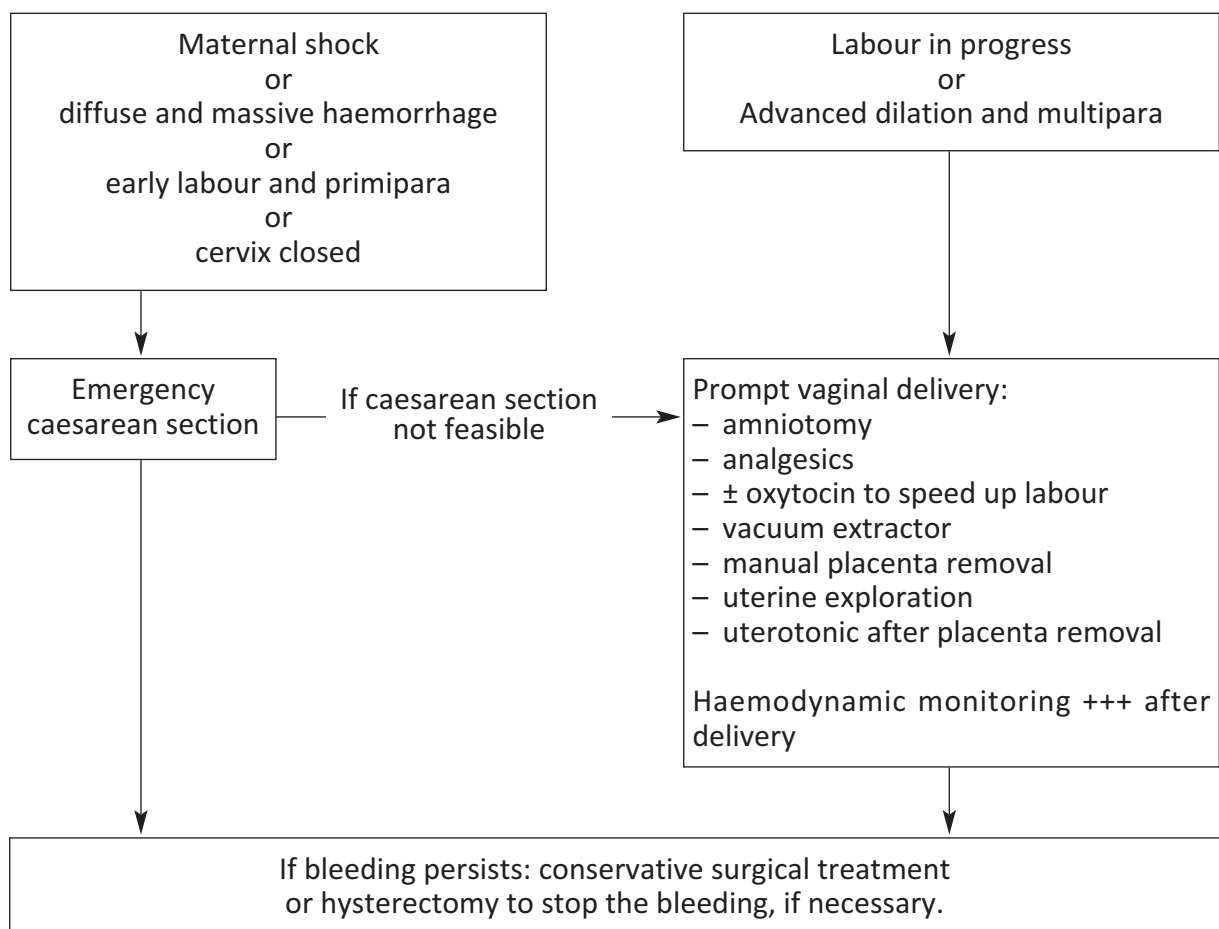 Maternal shock
or
diffuse and massive haemorrhage
or
early labour and primipara
or
cervix closed
Labour in progress
or
Advanced dilation and multipara
Emergency
caesarean section
If caesarean section
not feasible
Prompt vaginal delivery:
– amniotomy
– analgesics
– ± oxytocin to speed up labour
– vacuum extractor
– manual placenta removal
– uterine exploration
– uterotonic after placenta removal
Haemodynamic monitoring +++ after
delivery
If bleeding persists: conservative surgical treatment
or hysterectomy to stop the bleeding, if necessary.